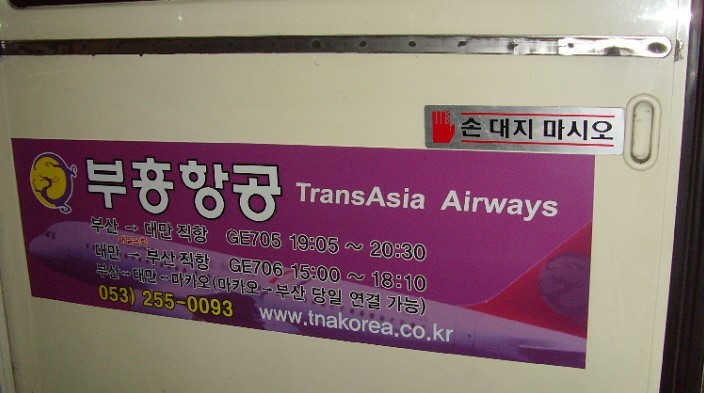 손 대지 마시오
부흥항공 TransAsia Airways
부산 → 대만 직항 GE705 19:05 ~ 20:30
대만 → 부산 직항 GE706 15:00 ~ 18:10
부산↔대만↔마카오(마카오→부산 당일 연결 가능)
053) 255-0093 www.tnakorea.co.kr